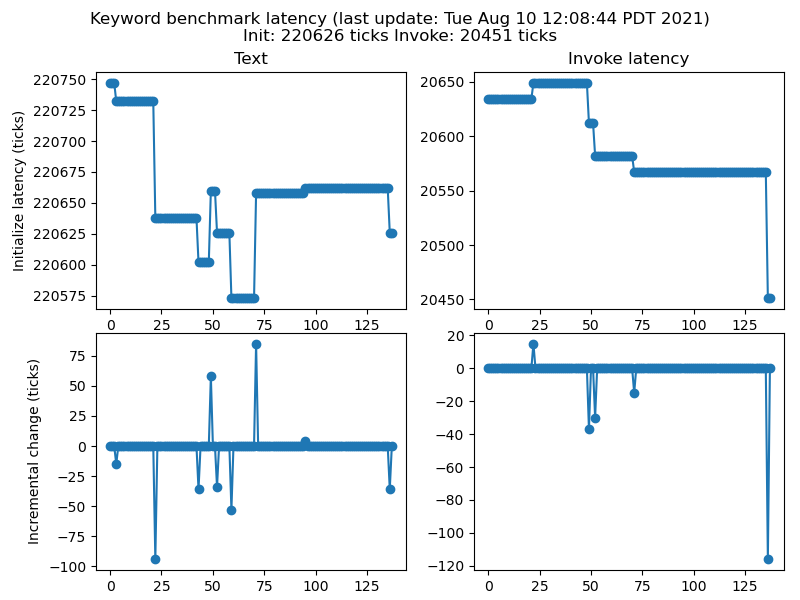 Keyword benchmark latency (last update: Tue Aug 10 12:08:44 PDT 2021)
Init: 220626 ticks Invoke: 20451 ticks
Text
Initialize latency (ticks)
220750
220725
220700
220675
220650
220625
220600
220575
0 25 50 75 100 125
Invoke latency
20650
20600
20550
20500
20450
0 25 50 75 100 125
Incremental change (ticks)
75
50
25
0
−25
−50
−75
−100
0 25 50 75 100 125
20
0
−20
−40
−60
−80
−100
−120
0 25 50 75 100 125